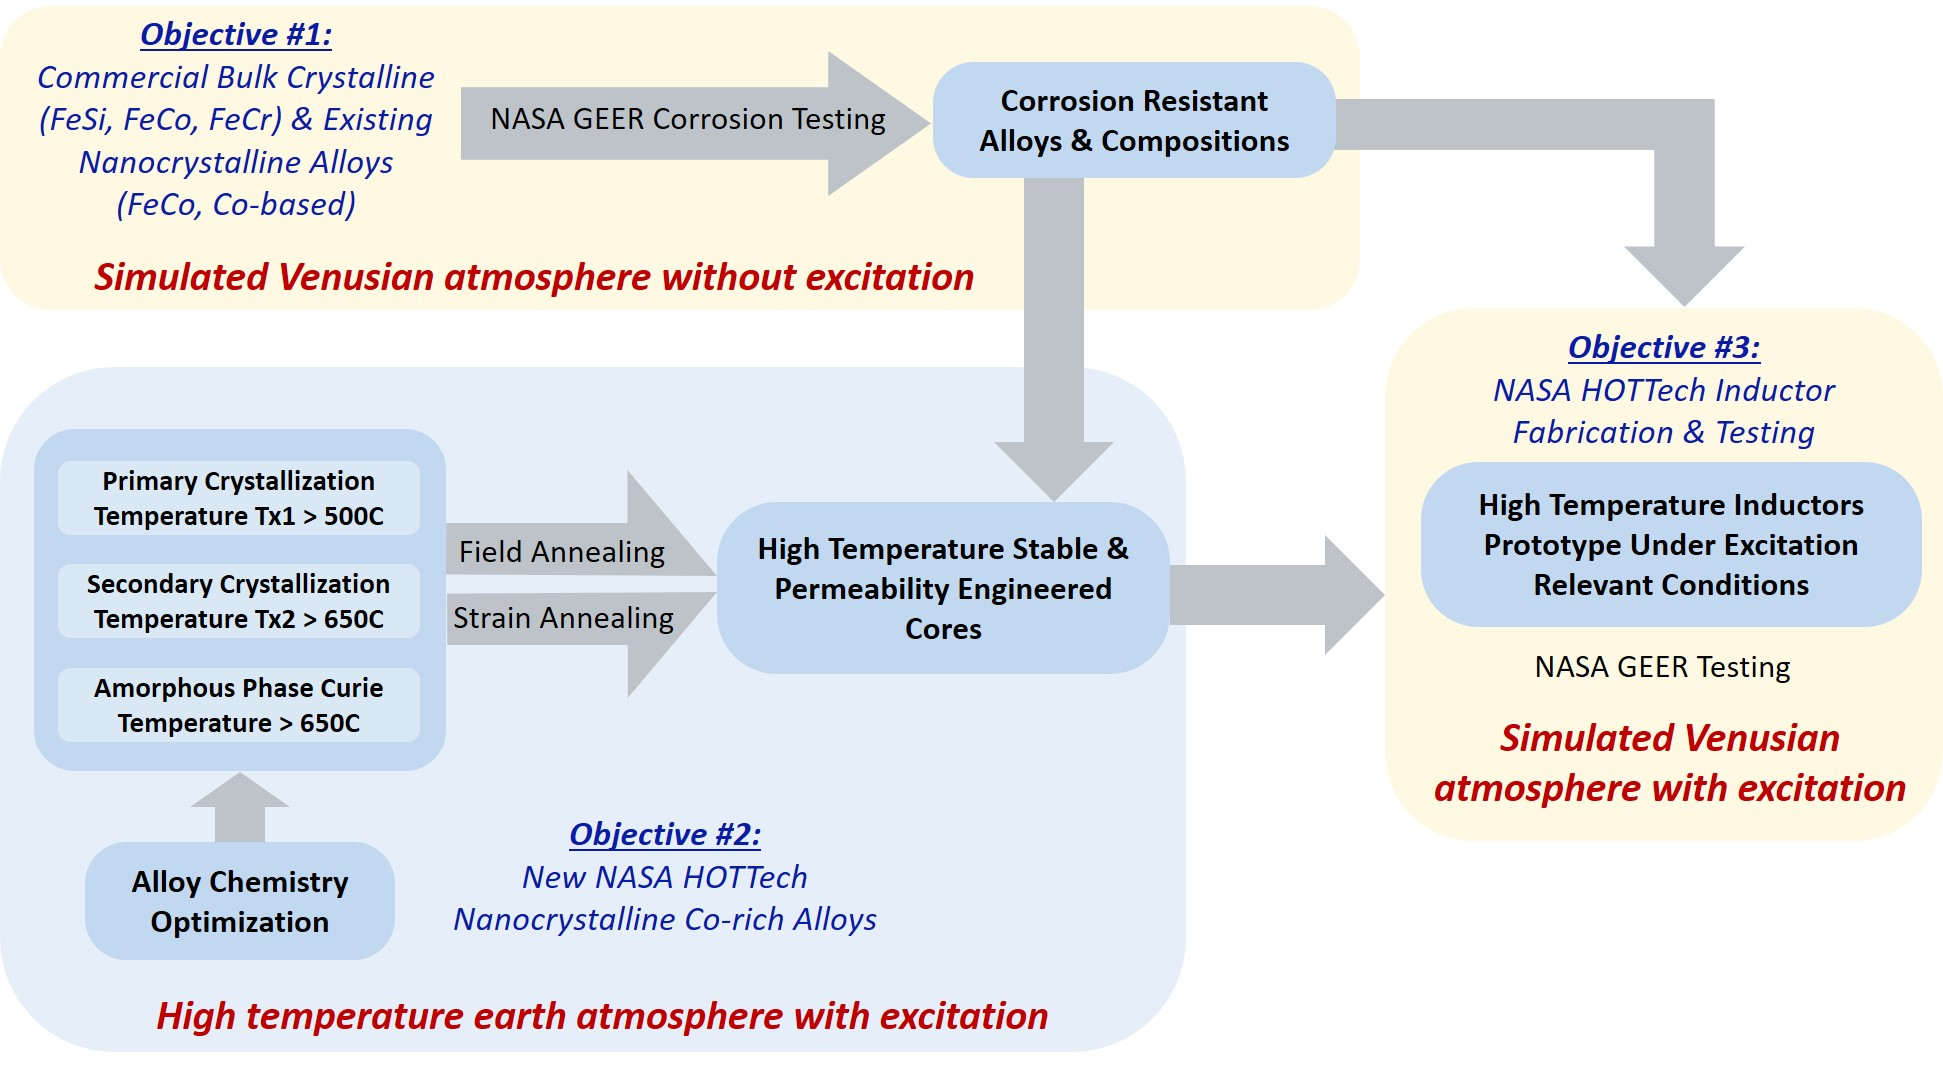 Objective #1:
Commercial Bulk Crystalline
(FeSi, FeCo, FeCr) & Existing
Nanocrystalline Alloys
(FeCo, Co-based)
NASA GEER Corrosion Testing
Corrosion Resistant
Alloys & Compositions
Simulated Venusian atmosphere without excitation
Primary Crystallization
Temperature Tx1 > 500C
Secondary Crystallization
Temperature Tx2 > 650C
Amorphous Phase Curie
Temperature > 650C
Field Annealing
Strain Annealing
High Temperature Stable &
Permeability Engineered
Cores
Alloy Chemistry
Optimization
Objective #2:
New NASA HOTTech
Nanocrystalline Co-rich Alloys
High temperature earth atmosphere with excitation
Objective #3:
NASA HOTTech Inductor
Fabrication & Testing
High Temperature Inductors
Prototype Under Excitation
Relevant Conditions
NASA GEER Testing
Simulated Venusian
atmosphere with excitation